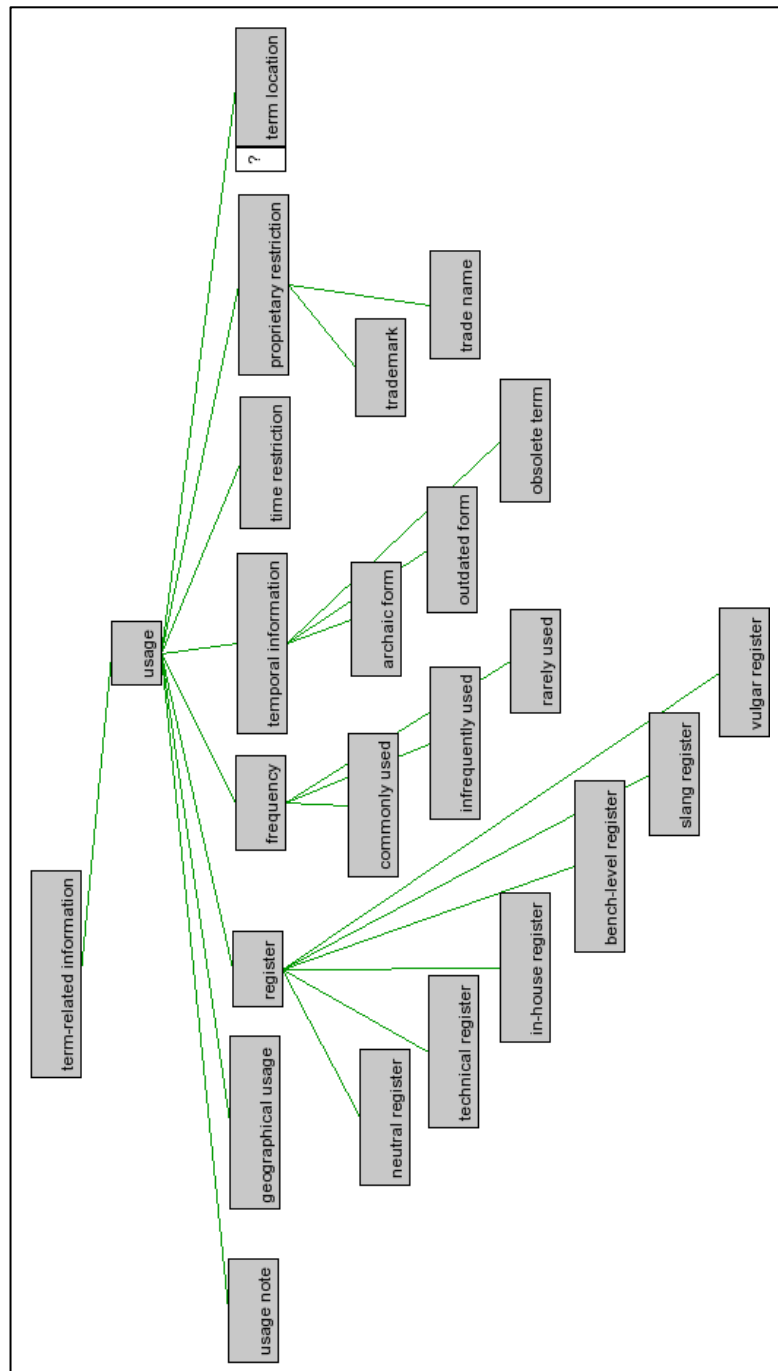 term-related information
usage
usage note
geographical usage
register
frequency
temporal information
time restriction
proprietary restriction
?
term location
neutral register
technical register
in-house register
bench-level register
slang register
vulgar register
commonly used
infrequently used
rarely used
archaic form
outdated form
obsolete term
trademark
trade name